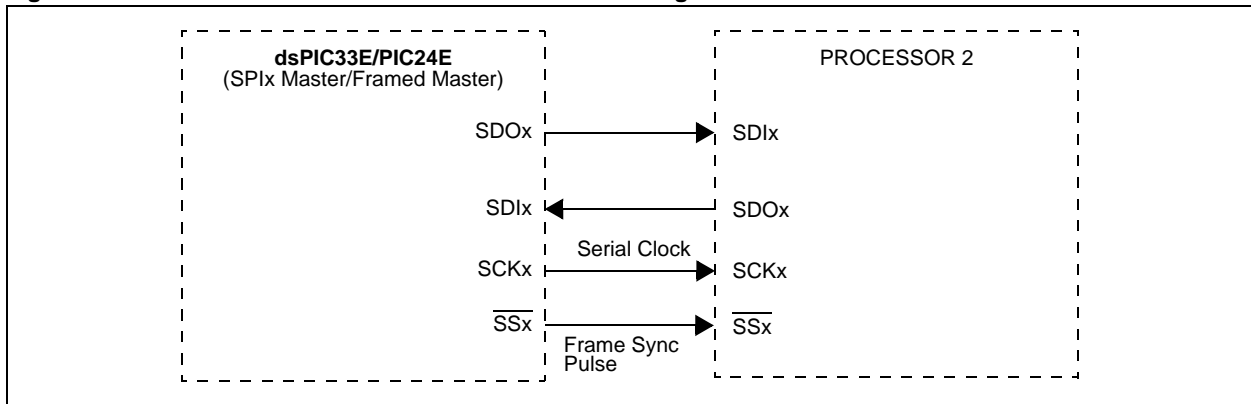 dsPIC33E/PIC24E
(SPIx Master/Framed Master)
PROCESSOR 2
SDOx
SDIx
SDIx
SDOx
Serial Clock
SCKx
SCKx
SSx
SSx
Frame Sync
Pulse